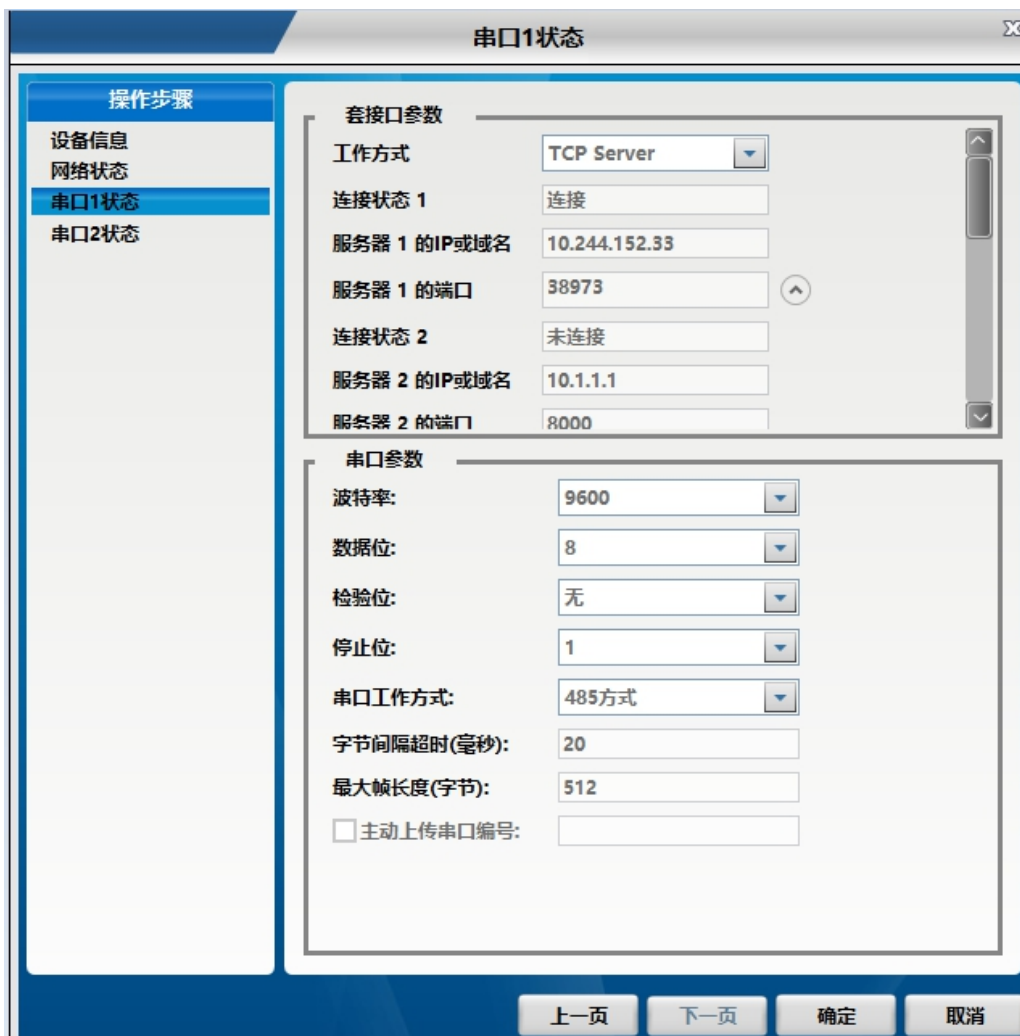 串口1状态
操作步骤
设备信息
网络状态
串口1状态
串口2状态
套接口参数
工作方式 TCP Server
连接状态 1 连接
服务器 1 的IP或域名 10.244.152.33
服务器 1 的端口 38973
连接状态 2 未连接
服务器 2 的IP或域名 10.1.1.1
服务器 2 的端口 8000
串口参数
波特率: 9600
数据位: 8
检验位: 无
停止位: 1
串口工作方式: 485方式
字节间隔超时(毫秒): 20
最大帧长度(字节): 512
主动上传串口编号:
上一页 下一页 确定 取消